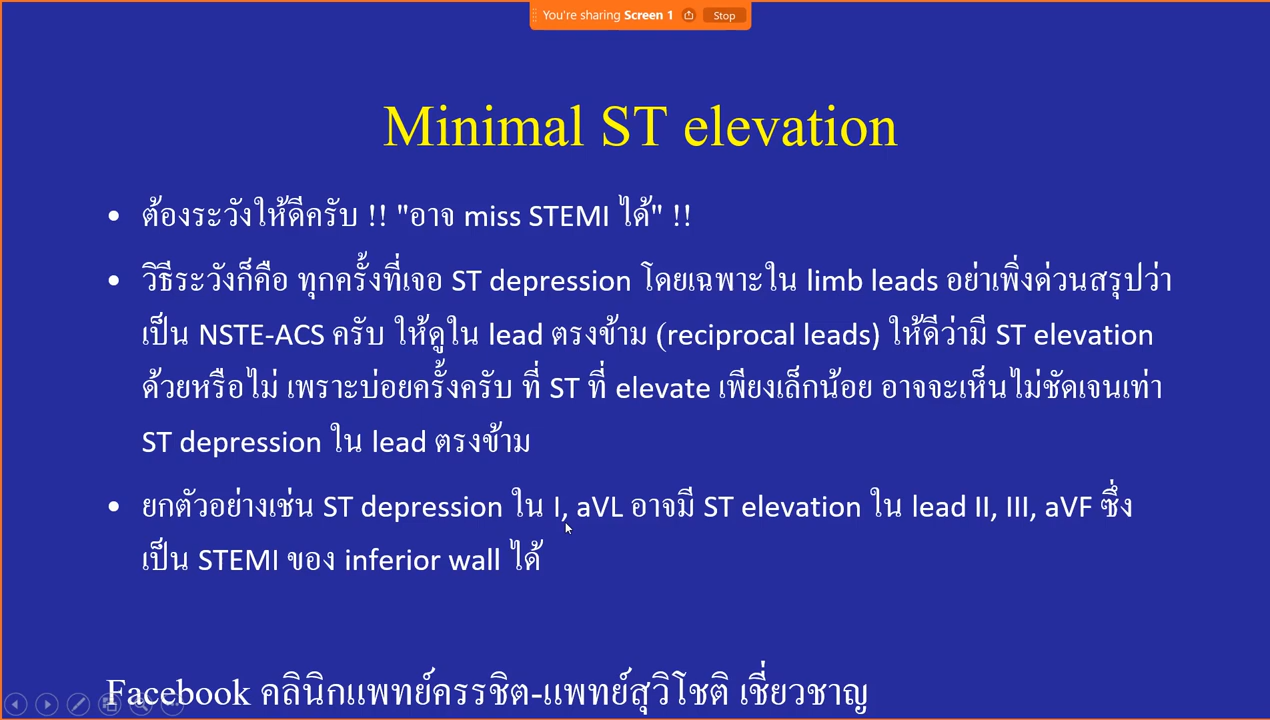 You're sharing Screen 1 Stop
Minimal ST elevation
• ต้องระวังให้ดีครับ !! "อาจ miss STEMI ได้" !!
• วิธีระวังก็คือ ทุกครั้งที่เจอ ST depression โดยเฉพาะใน limb leads อย่าเพิ่งด่วนสรุปว่า
เป็น NSTE-ACS ครับ ให้ดูใน lead ตรงข้าม (reciprocal leads) ให้ดีว่ามี ST elevation
ด้วยหรือไม่ เพราะบ่อยครั้งครับ ที่ ST ที่ elevate เพียงเล็กน้อย อาจจะเห็นไม่ชัดเจนเท่า
ST depression ใน lead ตรงข้าม
• ยกตัวอย่างเช่น ST depression ใน I, aVL อาจมี ST elevation ใน lead II, III, aVF ซึ่ง
เป็น STEMI ของ inferior wall ได้
Facebook คลินิกแพทย์ครรชิต-แพทย์สุวิโชติ เชี่ยวชาญ